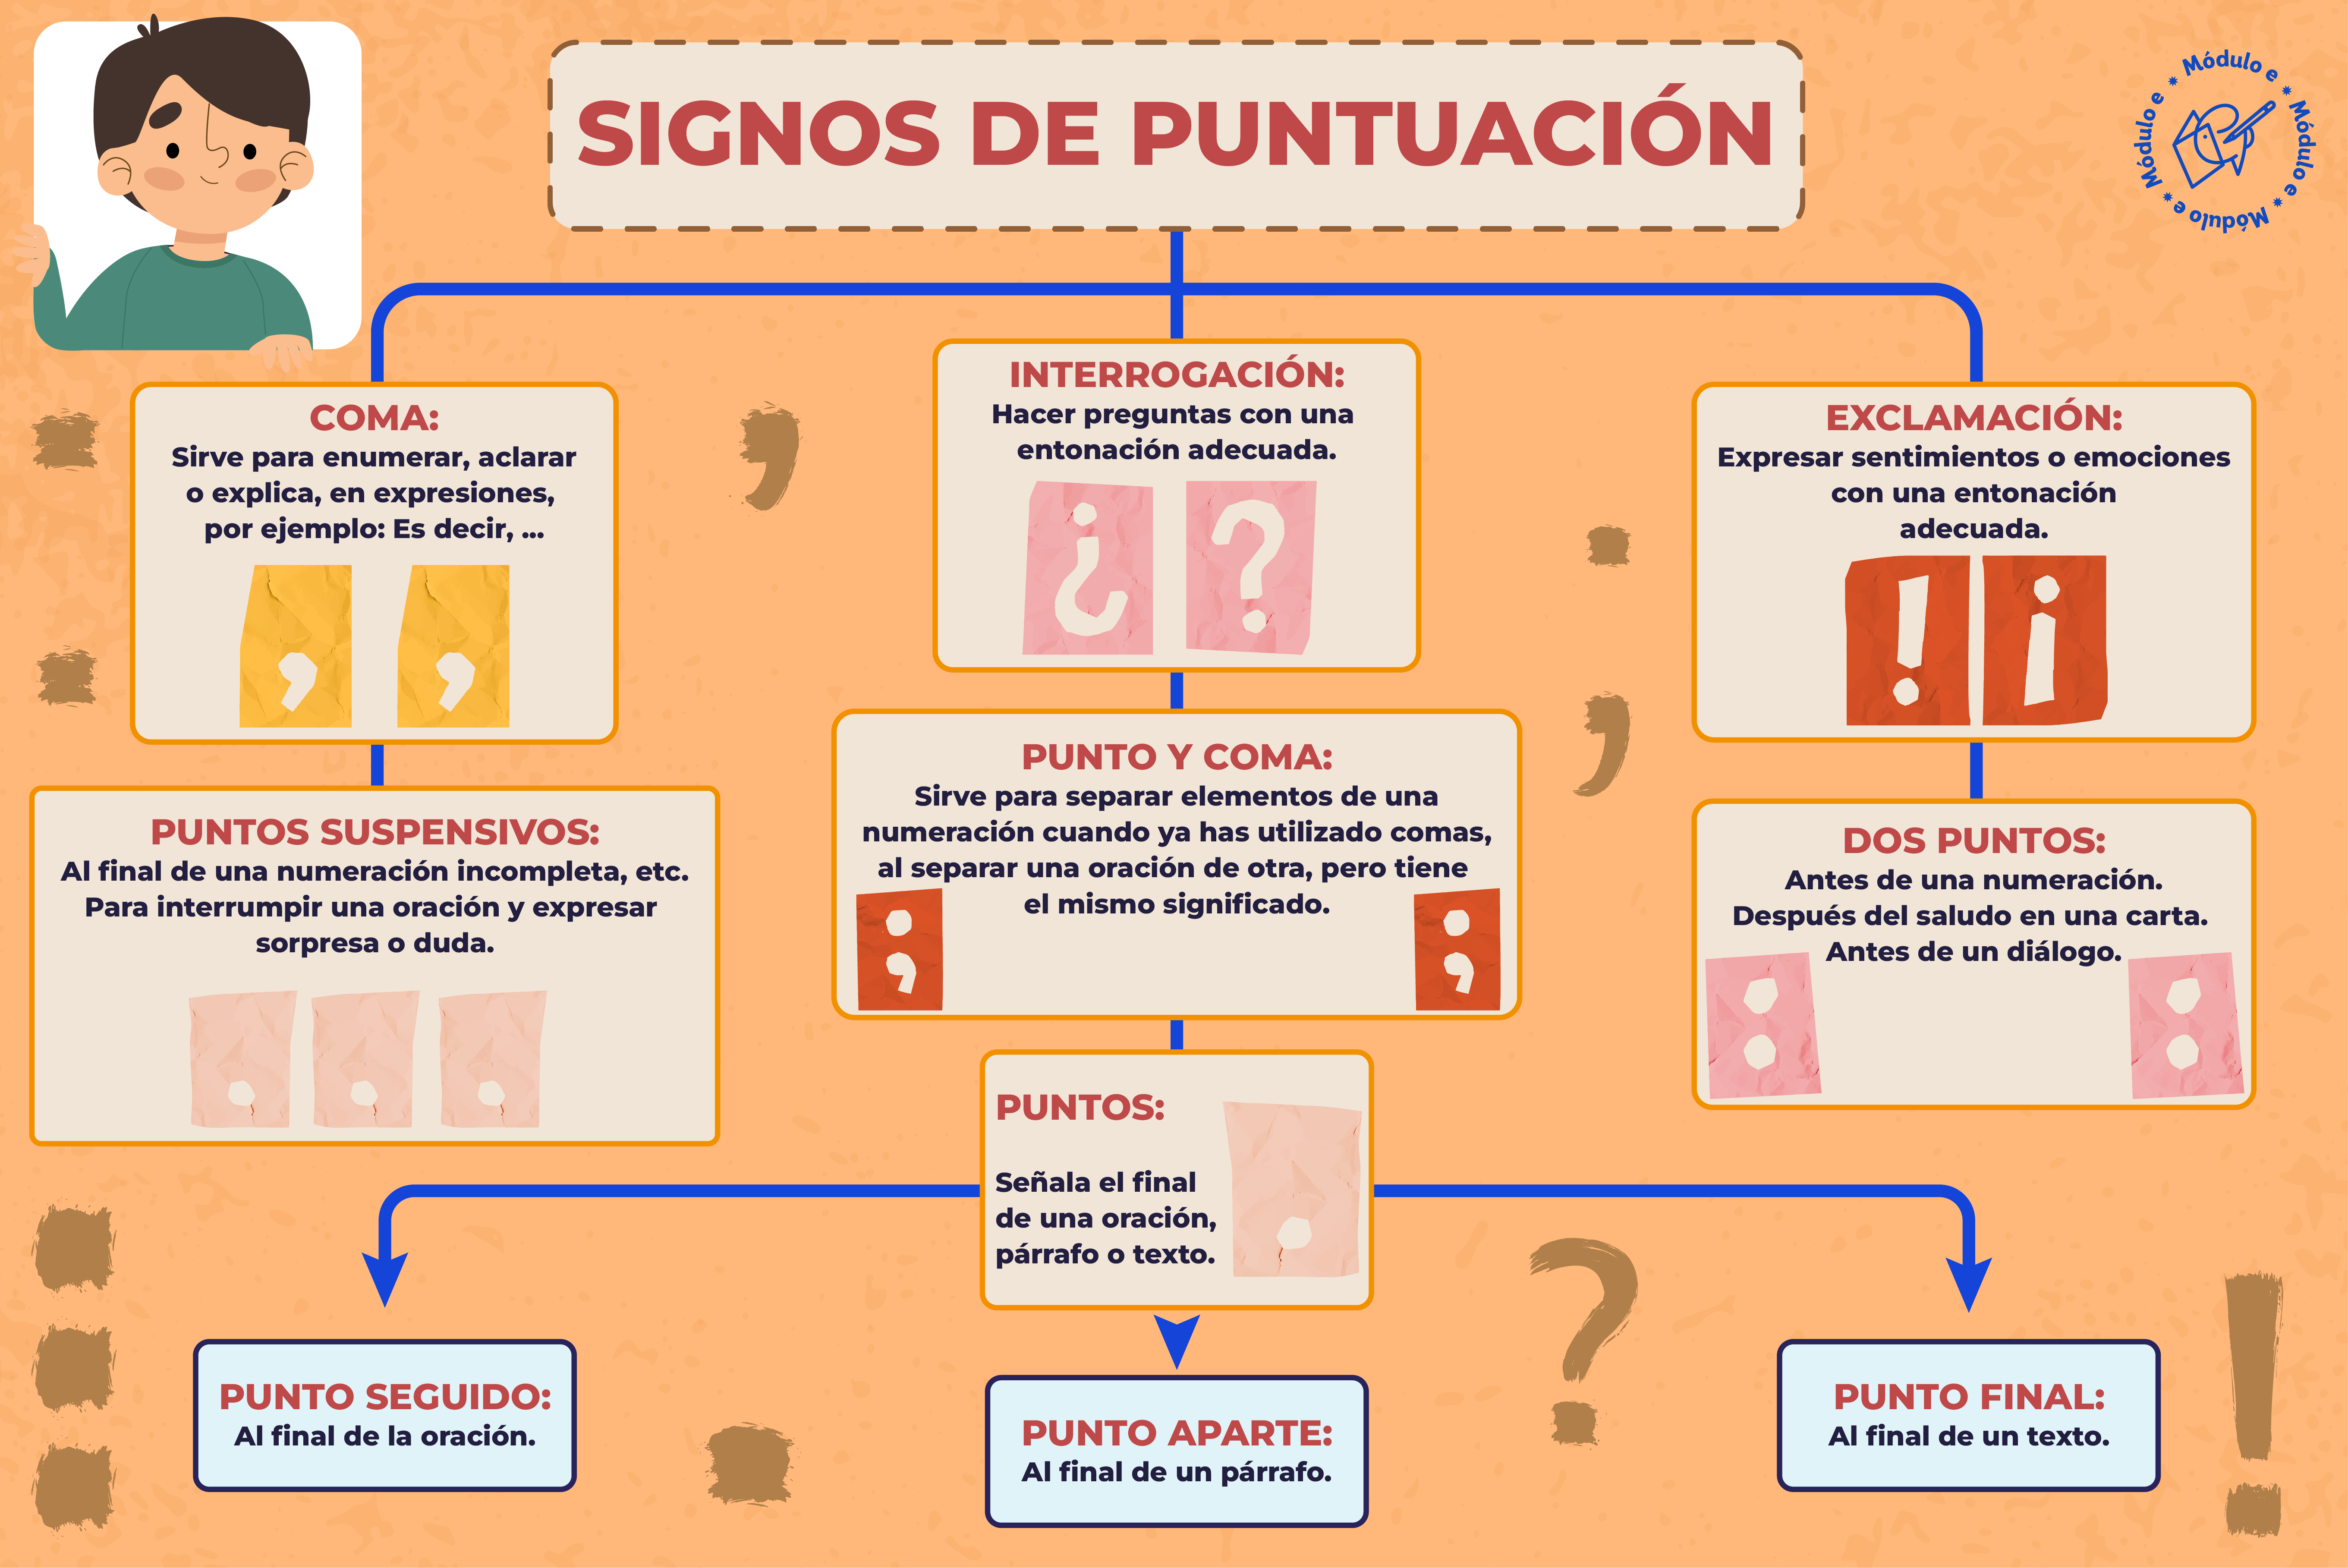 SIGNOS DE PUNTUACIÓN
Módulo e * Módulo e * Módulo e * Módulo e *
COMA:
Sirve para enumerar, aclarar
o explica, en expresiones,
por ejemplo: Es decir, ...
, ,
INTERROGACIÓN:
Hacer preguntas con una
entonación adecuada.
¿ ?
EXCLAMACIÓN:
Expresar sentimientos o emociones
con una entonación
adecuada.
! ¡
PUNTOS SUSPENSIVOS:
Al final de una numeración incompleta, etc.
Para interrumpir una oración y expresar
sorpresa o duda.
. . .
PUNTO Y COMA:
Sirve para separar elementos de una
numeración cuando ya has utilizado comas,
al separar una oración de otra, pero tiene
el mismo significado.
; ;
DOS PUNTOS:
Antes de una numeración.
Después del saludo en una carta.
Antes de un diálogo.
: :
PUNTOS:
Señala el final
de una oración,
párrafo o texto.
.
PUNTO SEGUIDO:
Al final de la oración.
PUNTO APARTE:
Al final de un párrafo.
PUNTO FINAL:
Al final de un texto.